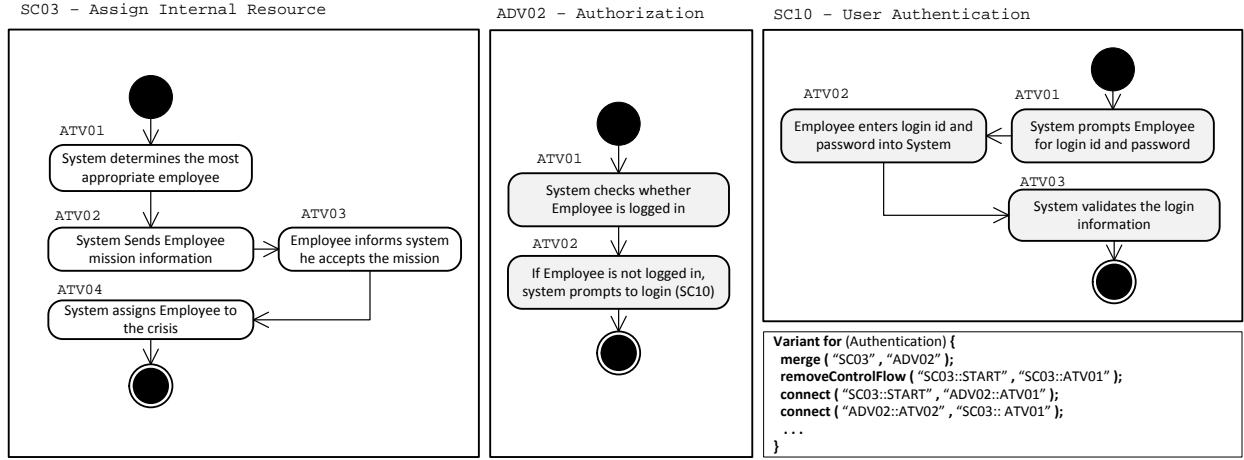 SC03 – Assign Internal Resource
ATV01
System determines the most
appropriate employee
ATV02
System Sends Employee
mission information
ATV03
Employee informs system
he accepts the mission
ATV04
System assigns Employee to
the crisis
ADV02 – Authorization
ATV01
System checks whether
Employee is logged in
ATV02
If Employee is not logged in,
system prompts to login (SC10)
SC10 – User Authentication
ATV01
System prompts Employee
for login id and password
ATV02
Employee enters login id and
password into System
ATV03
System validates the login
information
Variant for (Authentication) {
merge ( “SC03” , “ADV02” );
removeControlFlow ( “SC03::START” , “SC03::ATV01” );
connect ( “SC03::START” , “ADV02::ATV01” );
connect ( “ADV02::ATV02” , “SC03:: ATV01” );
. . .
}